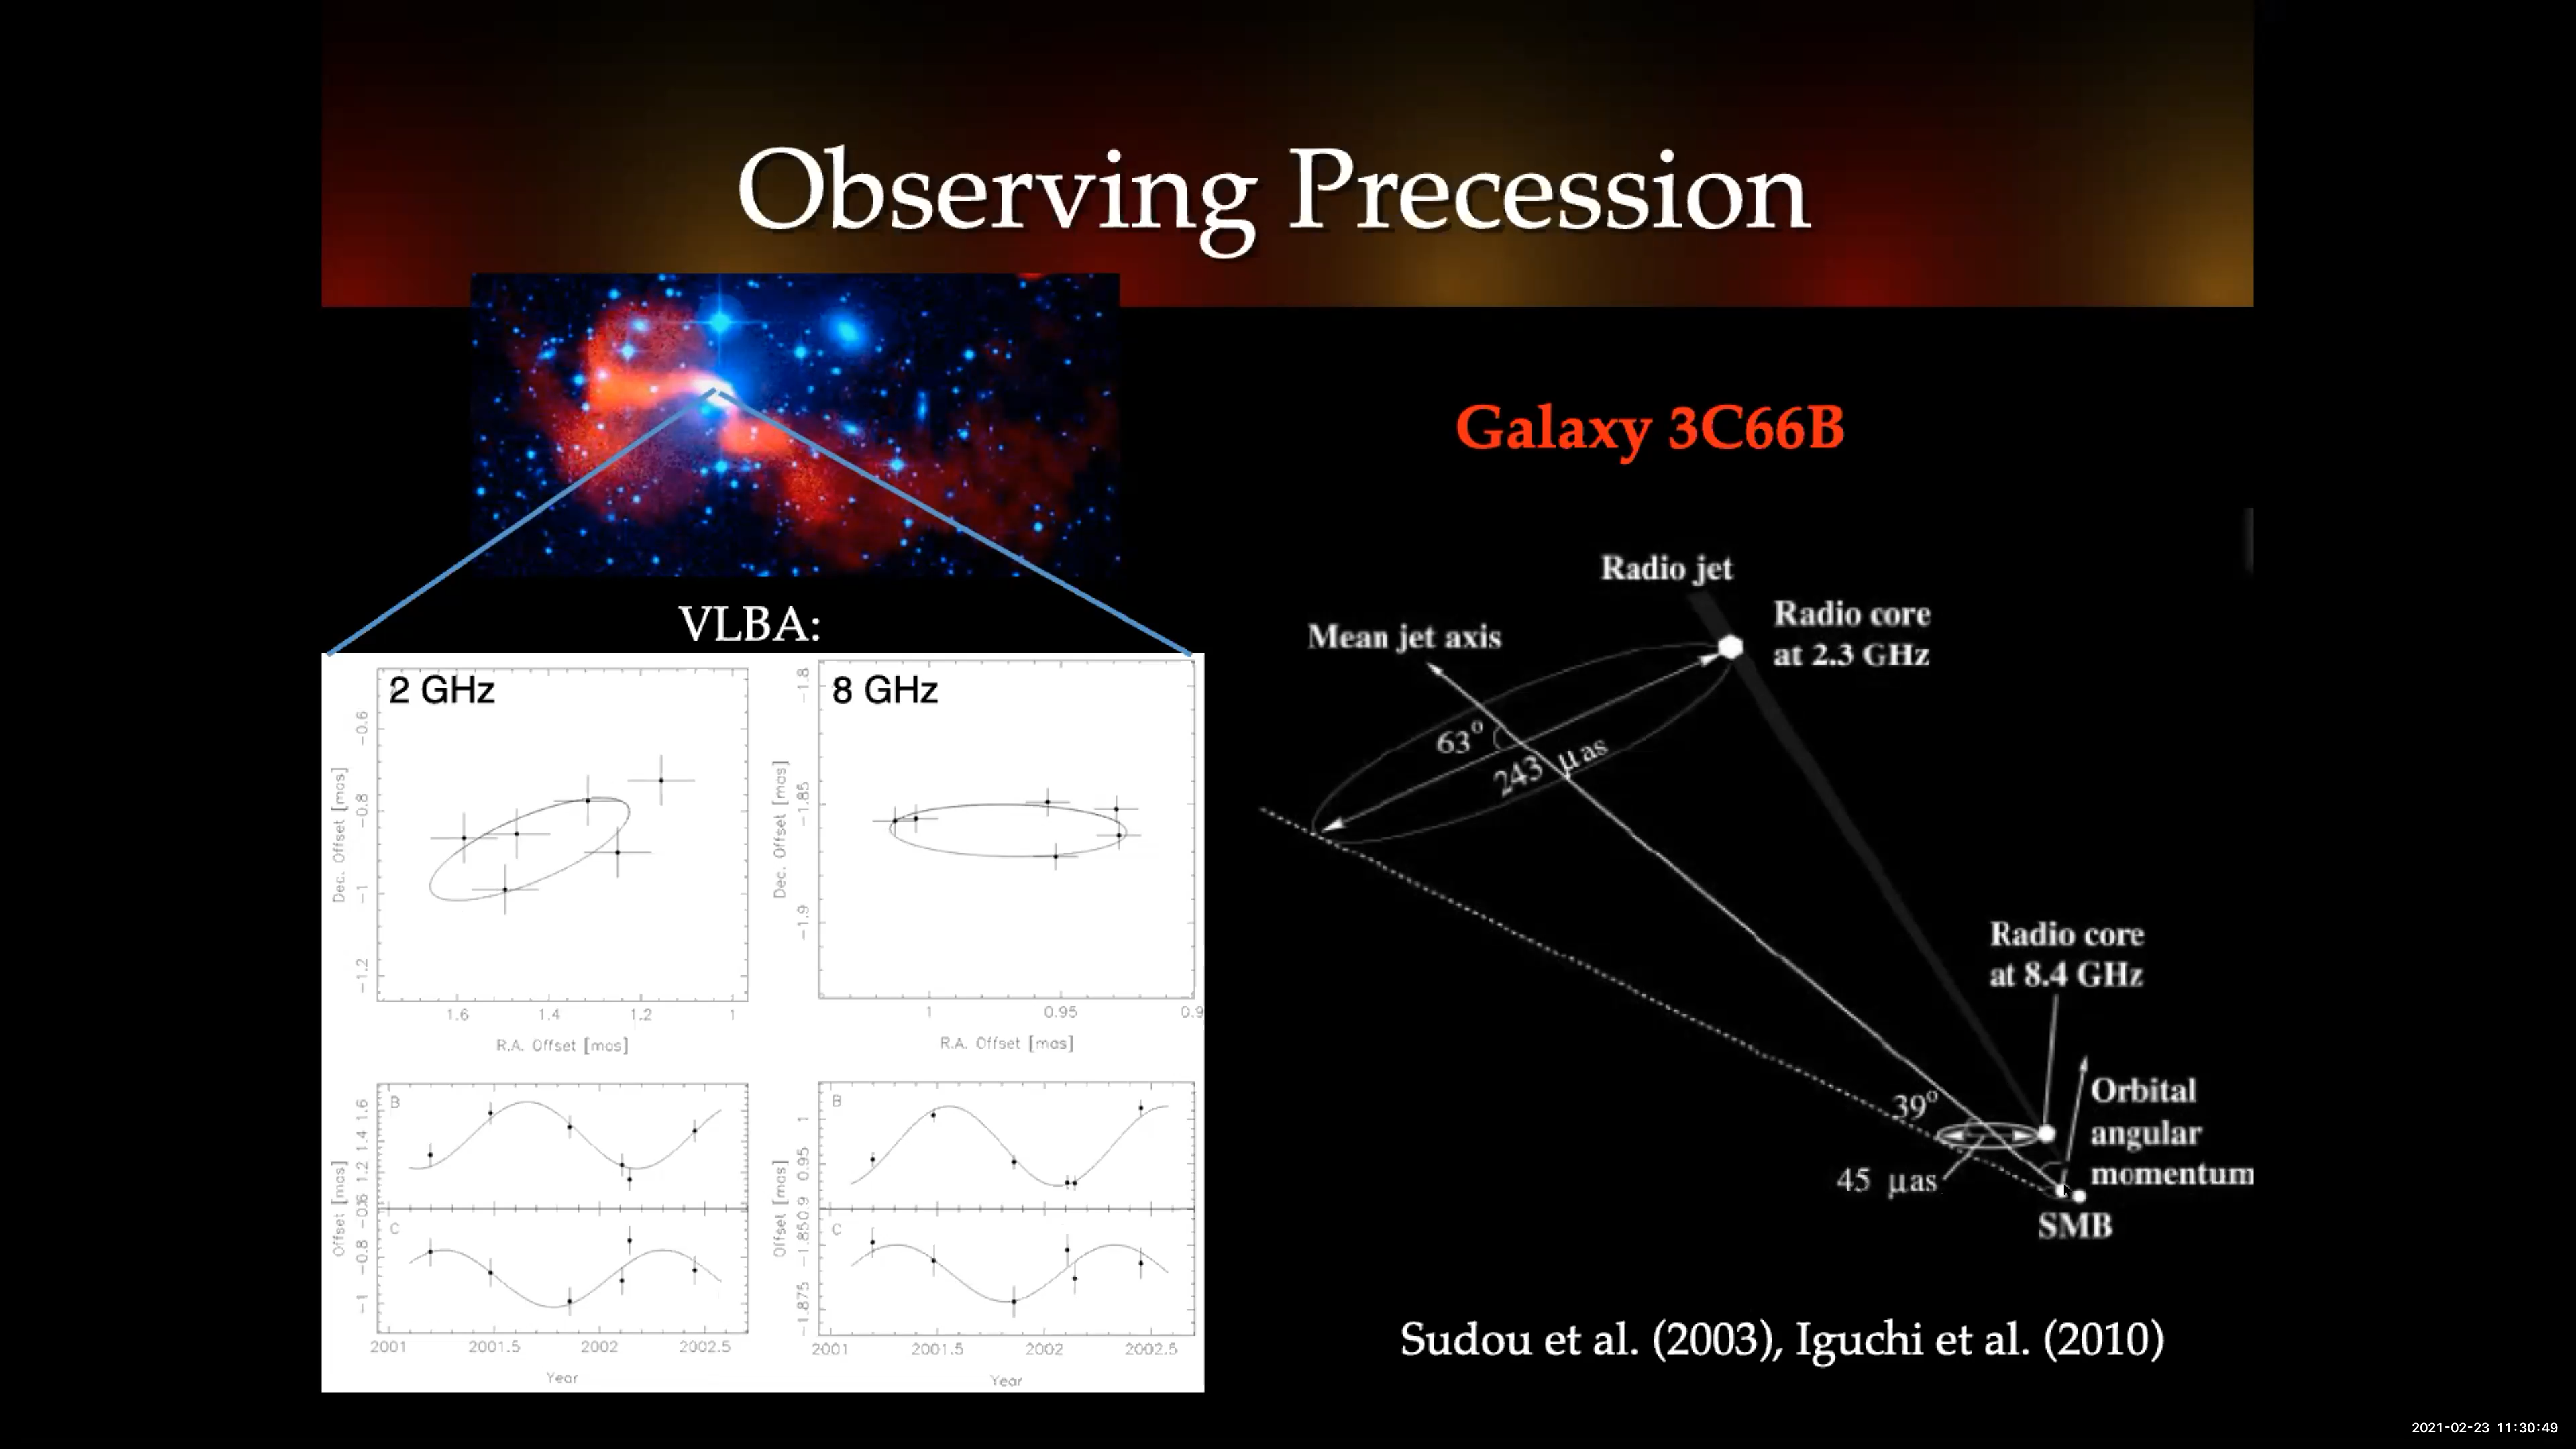 Observing Precession
Galaxy 3C66B
VLBA:
2 GHz
-0.6
-0.8
-1
-1.2
Dec. Offset [mas]
1.6
1.4
1.2
1
R.A. Offset [mas]
8 GHz
-1.8
-1.85
-1.9
Dec. Offset [mas]
1
0.95
0.9
R.A. Offset [mas]
B
1.6
1.4
1.2
C
-0.8
-1
Offset [mas]
2001
2001.5
2002
2002.5
Year
B
1
0.95
0.9
C
-1.85
-1.875
Offset [mas]
2001
2001.5
2002
2002.5
Year
Radio jet
Mean jet axis
Radio core
at 2.3 GHz
63°
243 µas
Radio core
at 8.4 GHz
39°
45 µas
Orbital
angular
momentum
SMB
Sudou et al. (2003), Iguchi et al. (2010)
2021-02-23 11:30:49